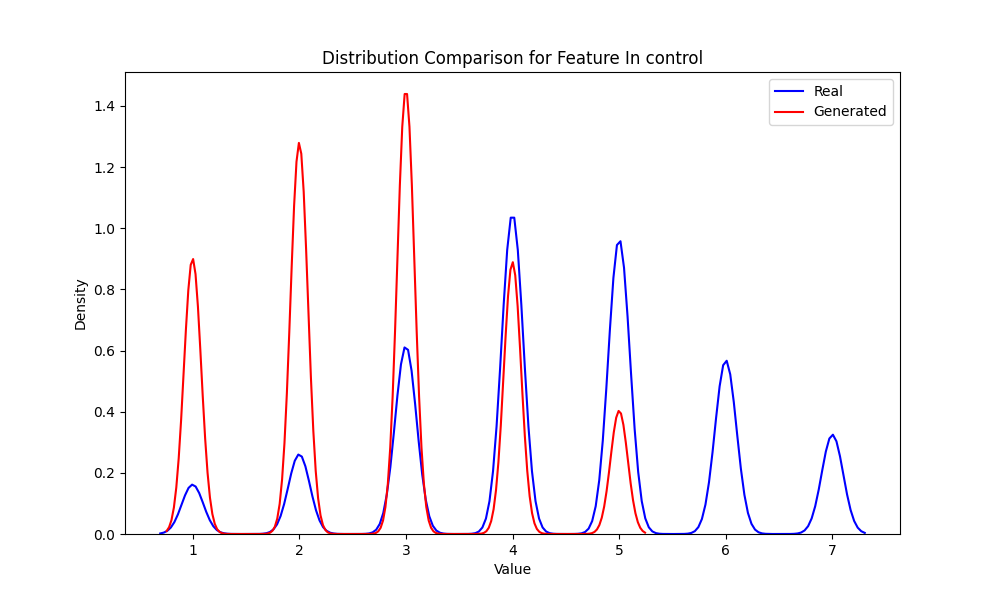 Distribution Comparison for Feature In control
Real
Generated
1.4
1.2
1.0
0.8
0.6
0.4
0.2
0.0
Density
1 2 3 4 5 6 7
Value